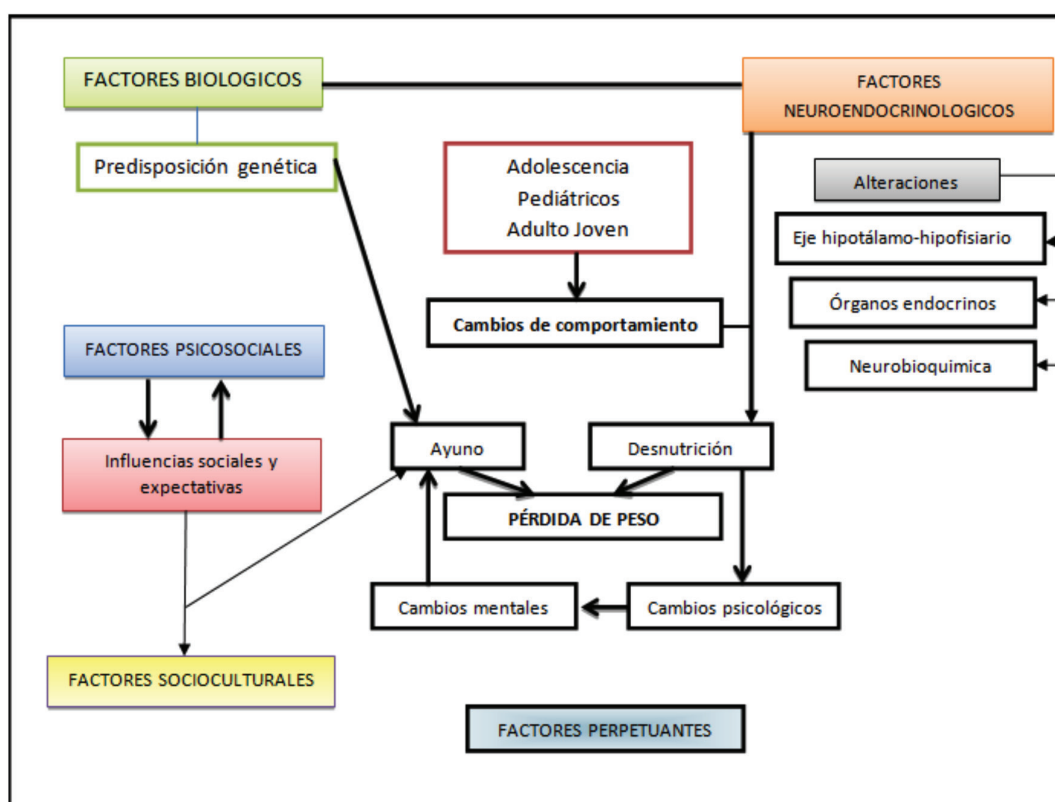 FACTORES BIOLOGICOS
FACTORES
NEUROENDOCRINOLOGICOS
Predisposición genética
Adolescencia
Pediátricos
Adulto Joven
Alteraciones
Eje hipotálamo-hipofisiario
Órganos endocrinos
Neurobioquimica
Cambios de comportamiento
FACTORES PSICOSOCIALES
Influencias sociales y
expectativas
Ayuno
Desnutrición
PÉRDIDA DE PESO
Cambios mentales
Cambios psicológicos
FACTORES SOCIOCULTURALES
FACTORES PERPETUANTES